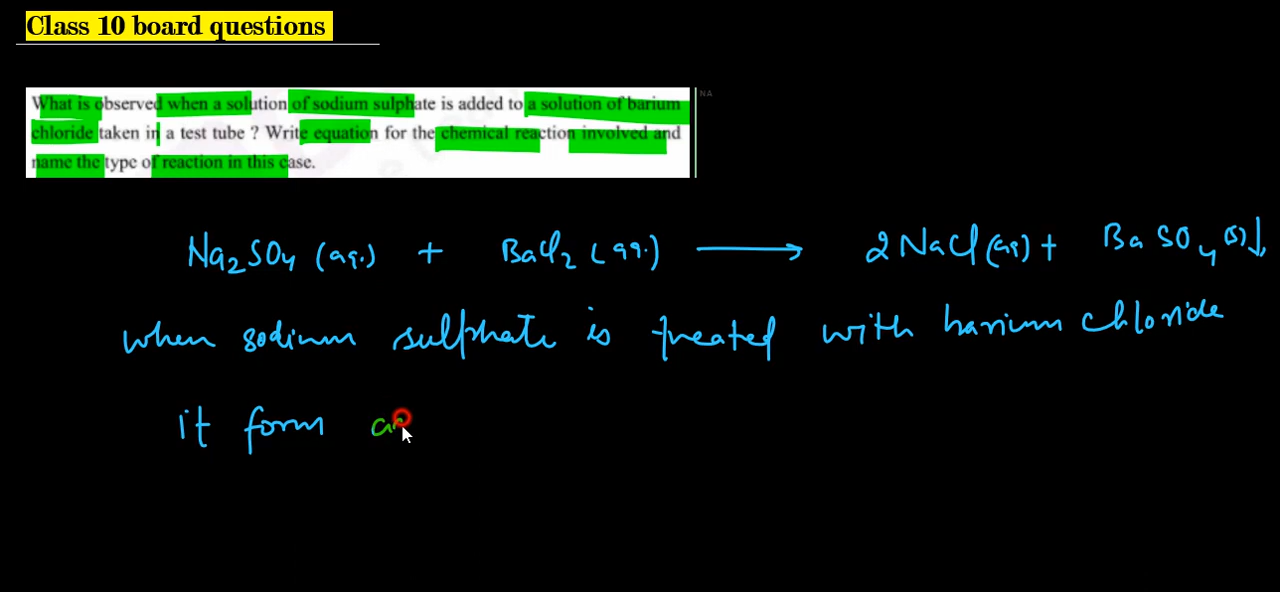 Class 10 board questions
What is observed when a solution of sodium sulphate is added to a solution of barium
chloride taken in a test tube ? Write equation for the chemical reaction involved and
name the type of reaction in this case.
NA
Na₂SO₄ (aq.) + BaCl₂ (aq.) ⟶ 2NaCl (aq) + BaSO₄ (s)↓
when sodium sulphate is treated with barium chloride
it form